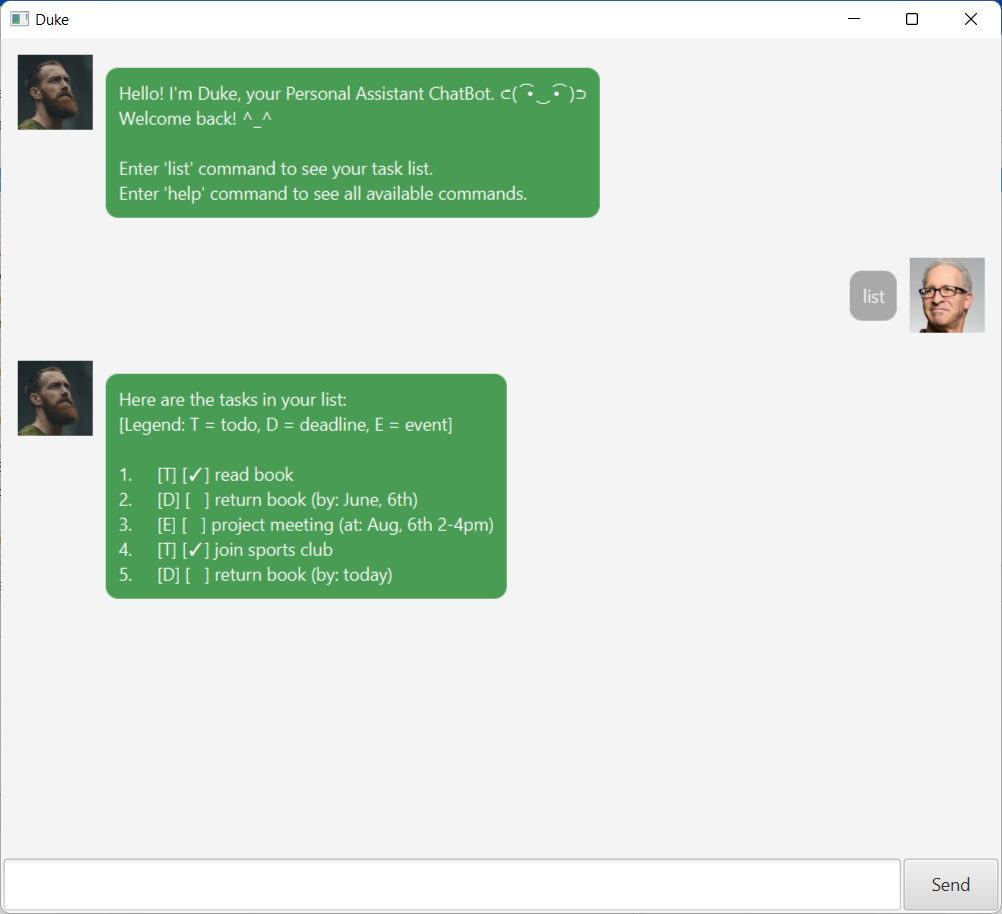 Duke
Hello! I'm Duke, your Personal Assistant ChatBot. ⊂( ͡• ‿ ͡• )⊃
Welcome back! ^_^
Enter 'list' command to see your task list.
Enter 'help' command to see all available commands.
list
Here are the tasks in your list:
[Legend: T = todo, D = deadline, E = event]
1. [T] [✓] read book
2. [D] [ ] return book (by: June, 6th)
3. [E] [ ] project meeting (at: Aug, 6th 2-4pm)
4. [T] [✓] join sports club
5. [D] [ ] return book (by: today)
Send